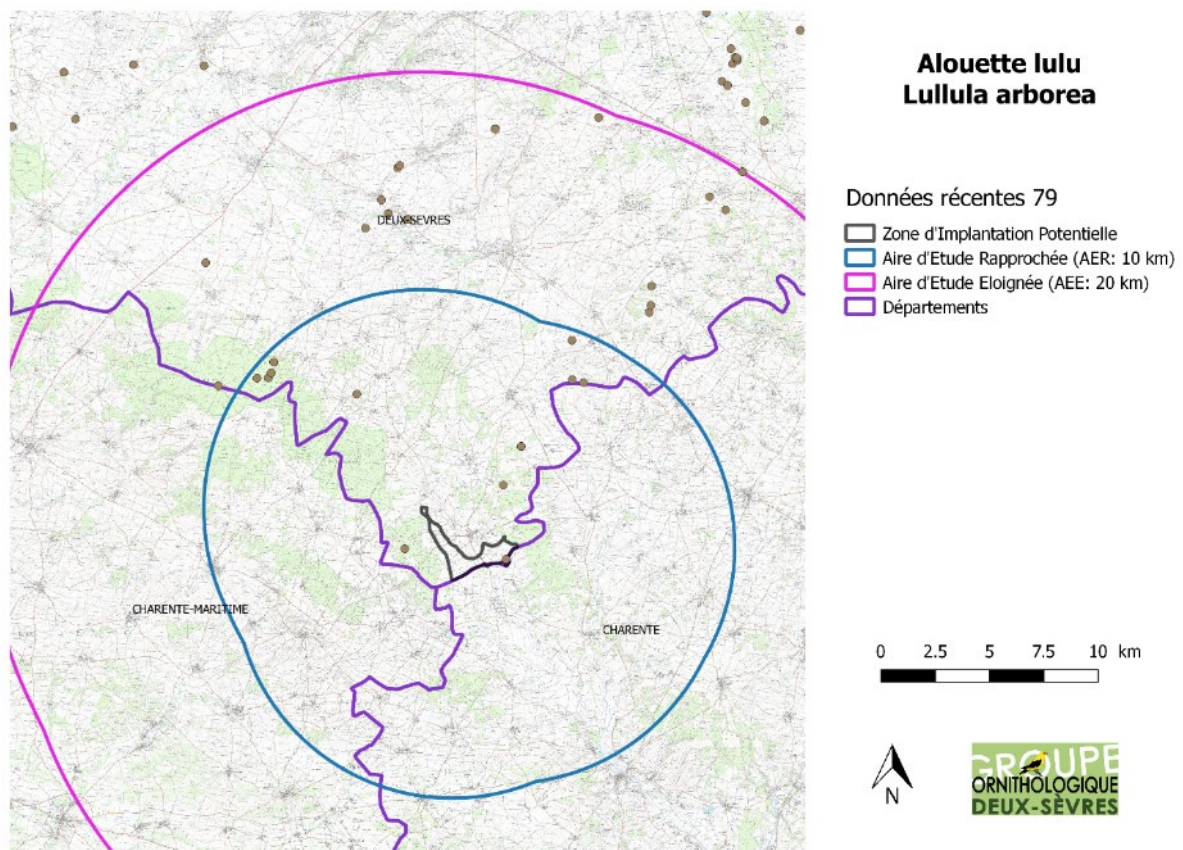 Alouette lulu
Lullula arborea
Données récentes 79
Zone d'Implantation Potentielle
Aire d'Etude Rapprochée (AER: 10 km)
Aire d'Etude Eloignée (AEE: 20 km)
Départements
DEUX-SEVRES
CHARENTE-MARITIME
CHARENTE
0 2.5 5 7.5 10 km
N
GROUPE
ORNITHOLOGIQUE
DEUX-SÈVRES